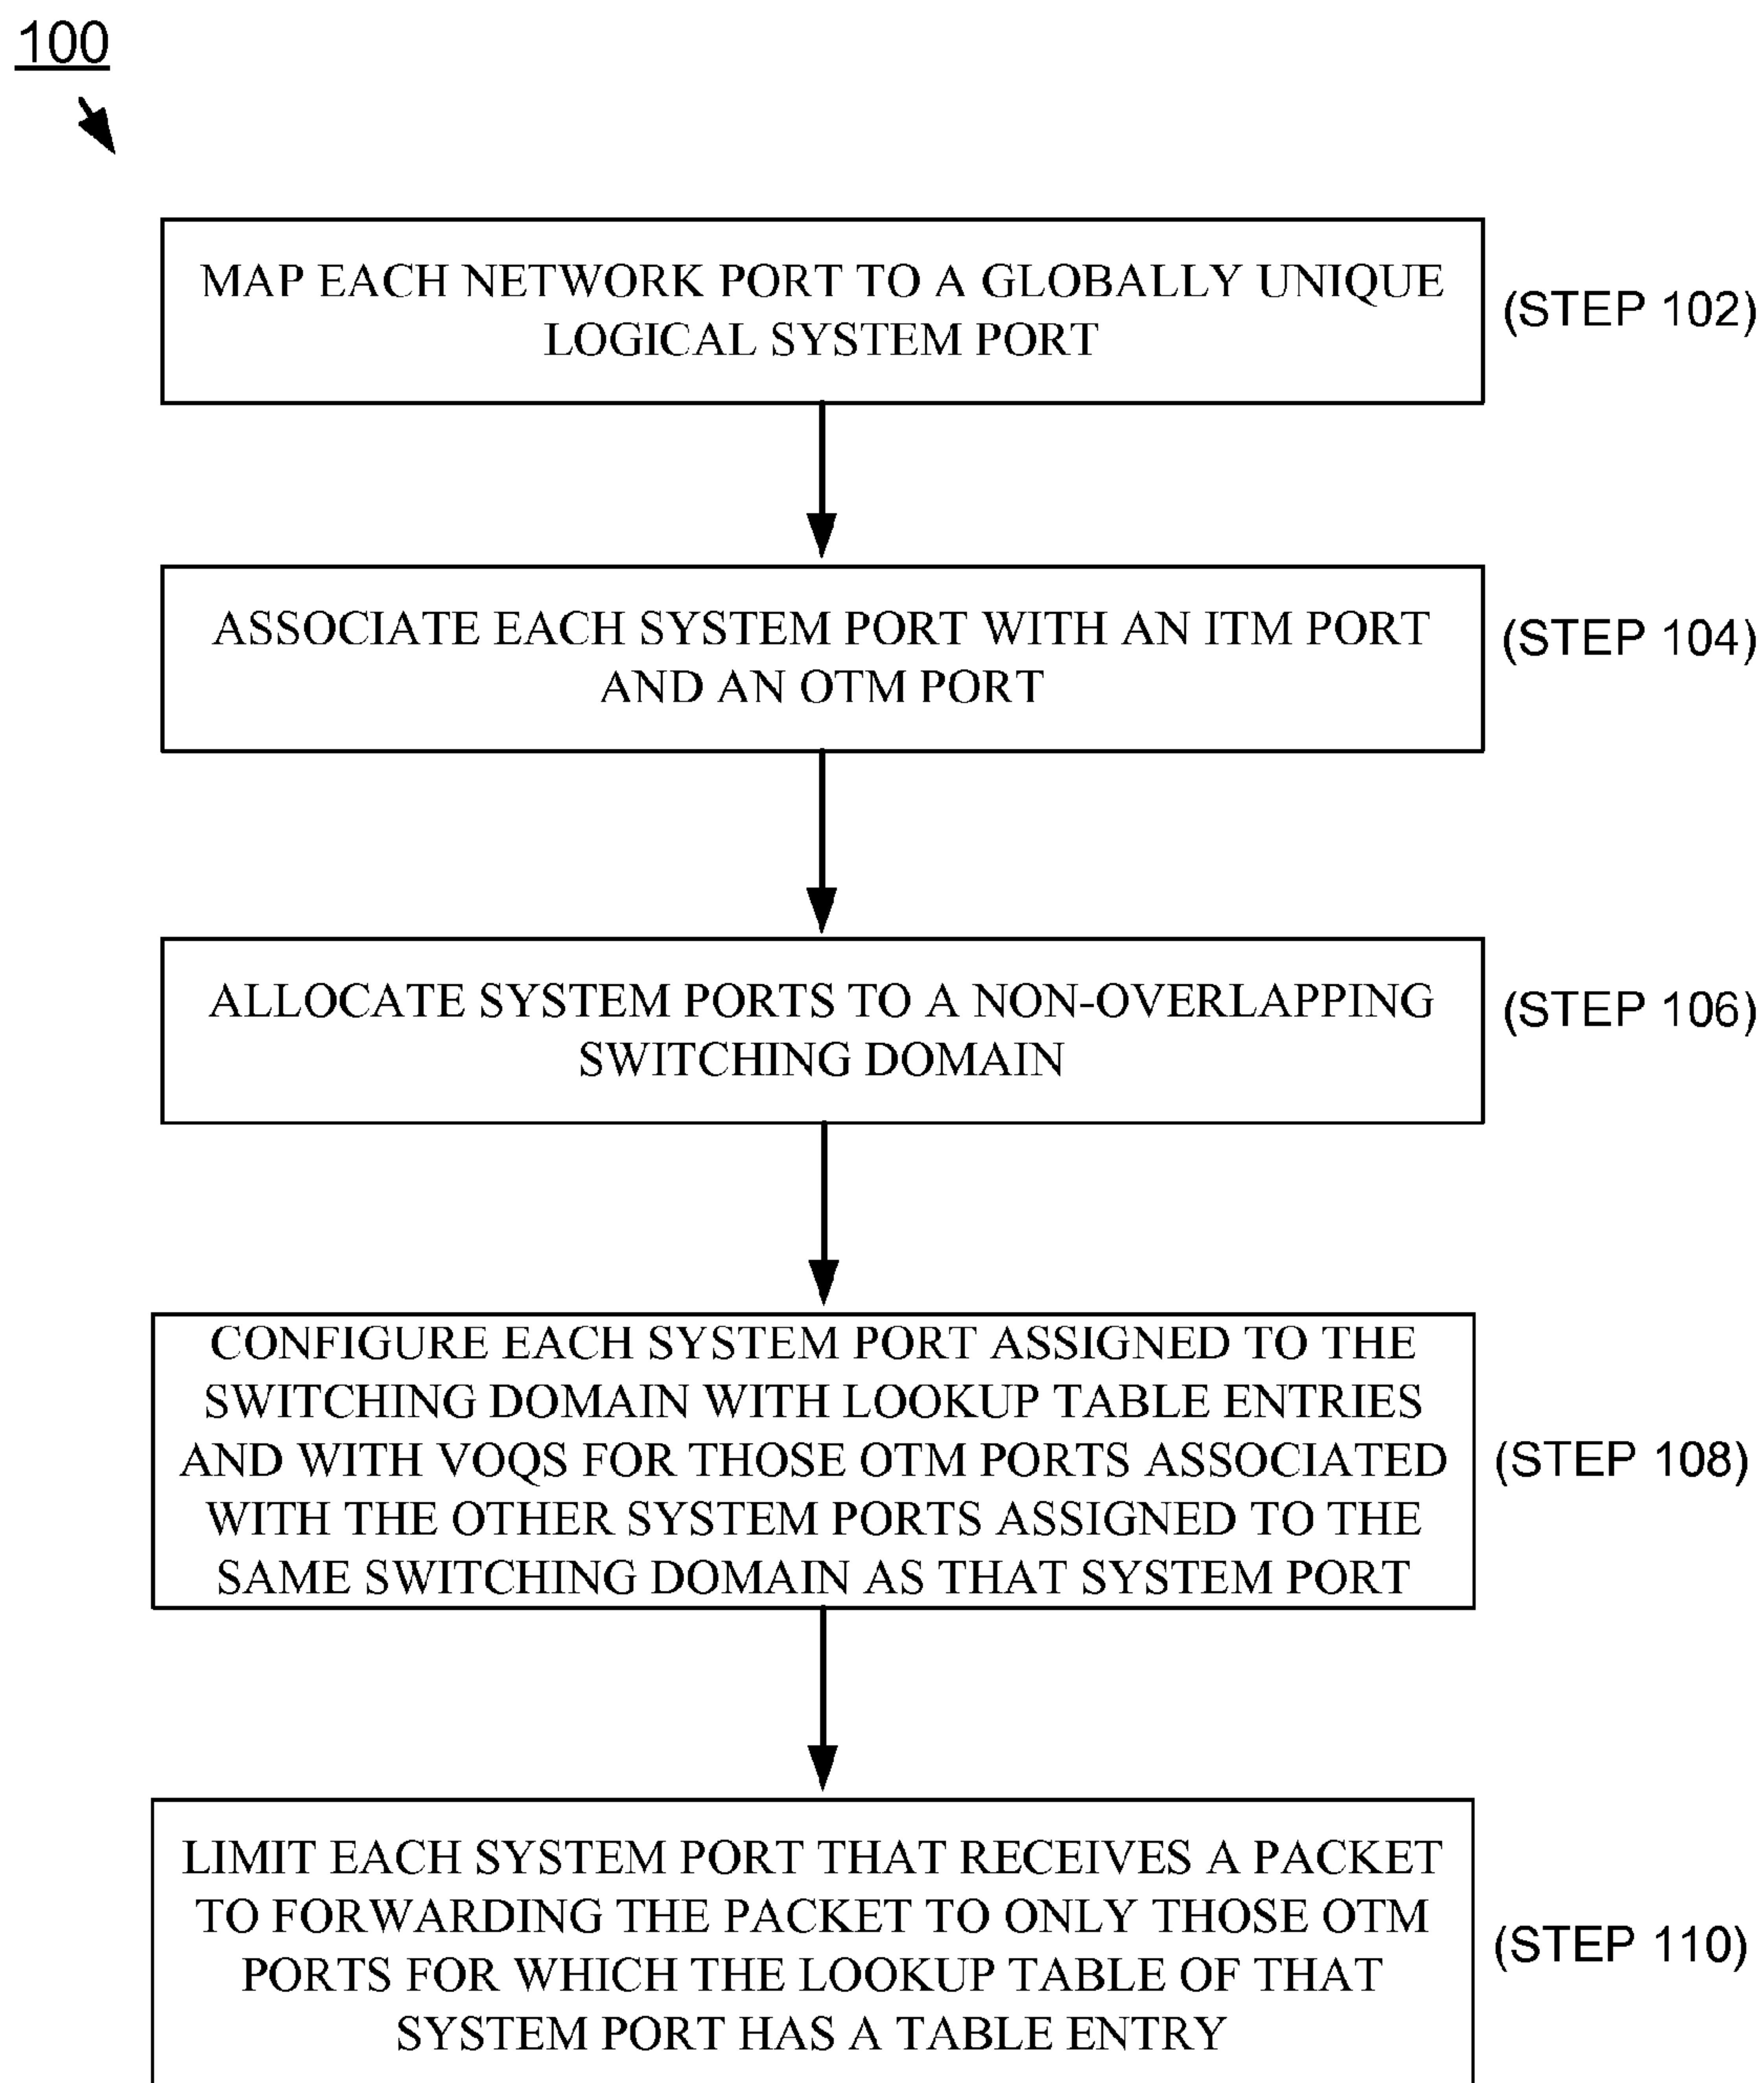 100
MAP EACH NETWORK PORT TO A GLOBALLY UNIQUE
LOGICAL SYSTEM PORT
(STEP 102)
ASSOCIATE EACH SYSTEM PORT WITH AN ITM PORT
AND AN OTM PORT
(STEP 104)
ALLOCATE SYSTEM PORTS TO A NON-OVERLAPPING
SWITCHING DOMAIN
(STEP 106)
CONFIGURE EACH SYSTEM PORT ASSIGNED TO THE
SWITCHING DOMAIN WITH LOOKUP TABLE ENTRIES
AND WITH VOQS FOR THOSE OTM PORTS ASSOCIATED
WITH THE OTHER SYSTEM PORTS ASSIGNED TO THE
SAME SWITCHING DOMAIN AS THAT SYSTEM PORT
(STEP 108)
LIMIT EACH SYSTEM PORT THAT RECEIVES A PACKET
TO FORWARDING THE PACKET TO ONLY THOSE OTM
PORTS FOR WHICH THE LOOKUP TABLE OF THAT
SYSTEM PORT HAS A TABLE ENTRY
(STEP 110)